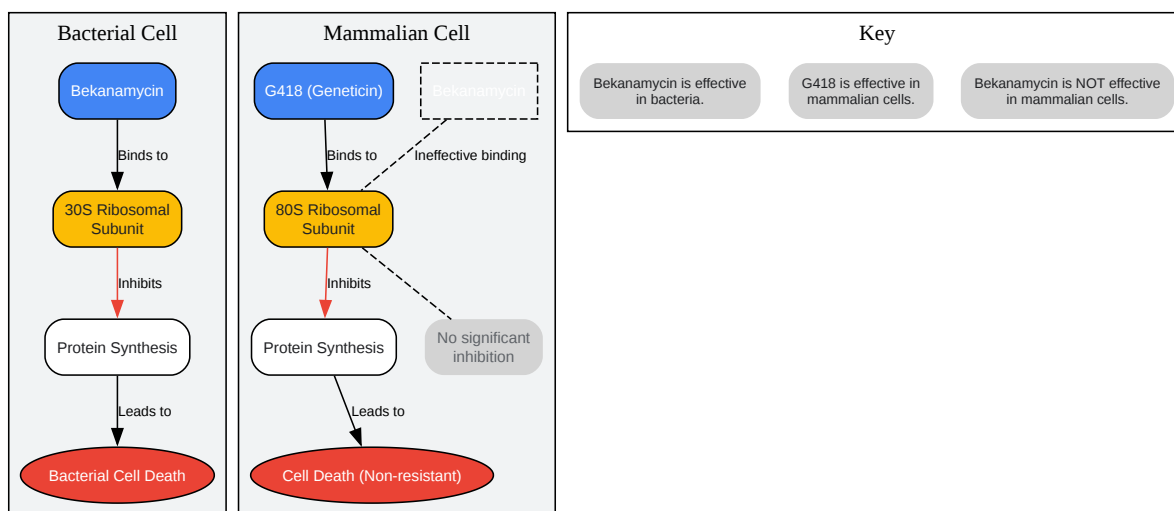 Bacterial Cell
Bekanamycin
Binds to
30S Ribosomal
Subunit
Inhibits
Protein Synthesis
Leads to
Bacterial Cell Death
Mammalian Cell
G418 (Geneticin)
Bekanamycin
Binds to
Ineffective binding
80S Ribosomal
Subunit
Inhibits
Protein Synthesis
No significant
inhibition
Leads to
Cell Death (Non-resistant)
Key
Bekanamycin is effective
in bacteria.
G418 is effective in
mammalian cells.
Bekanamycin is NOT effective
in mammalian cells.